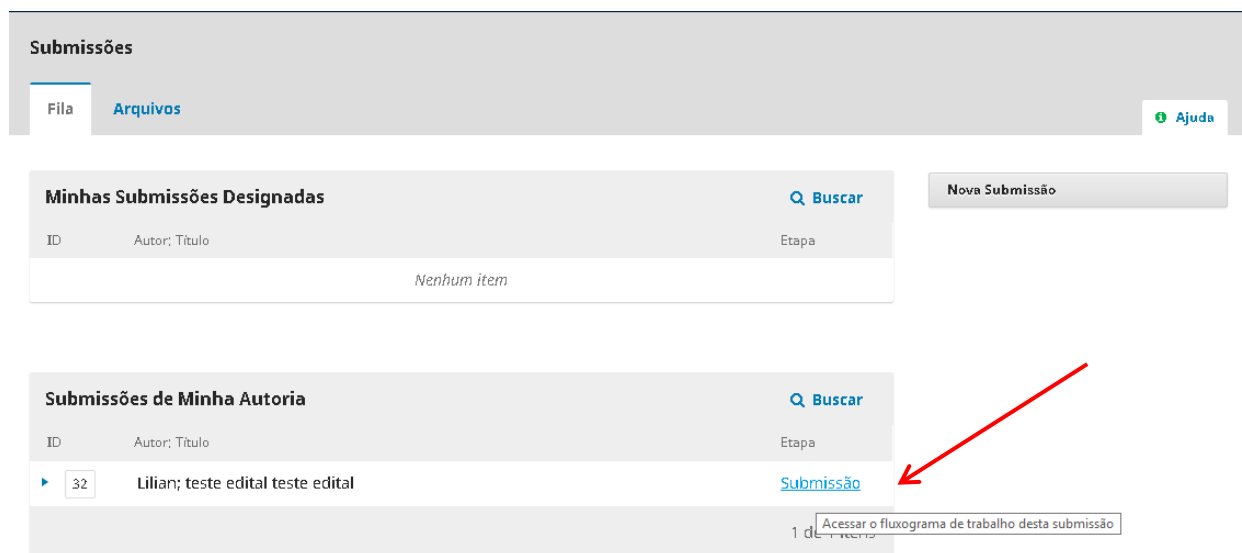 Submissões
Fila Arquivos
Ajuda
Minhas Submissões Designadas Buscar
Nova Submissão
ID Autor; Título Etapa
Nenhum item
Submissões de Minha Autoria Buscar
ID Autor; Título Etapa
32 Lilian; teste edital teste edital Submissão
Acessar o fluxograma de trabalho desta submissão
1 de